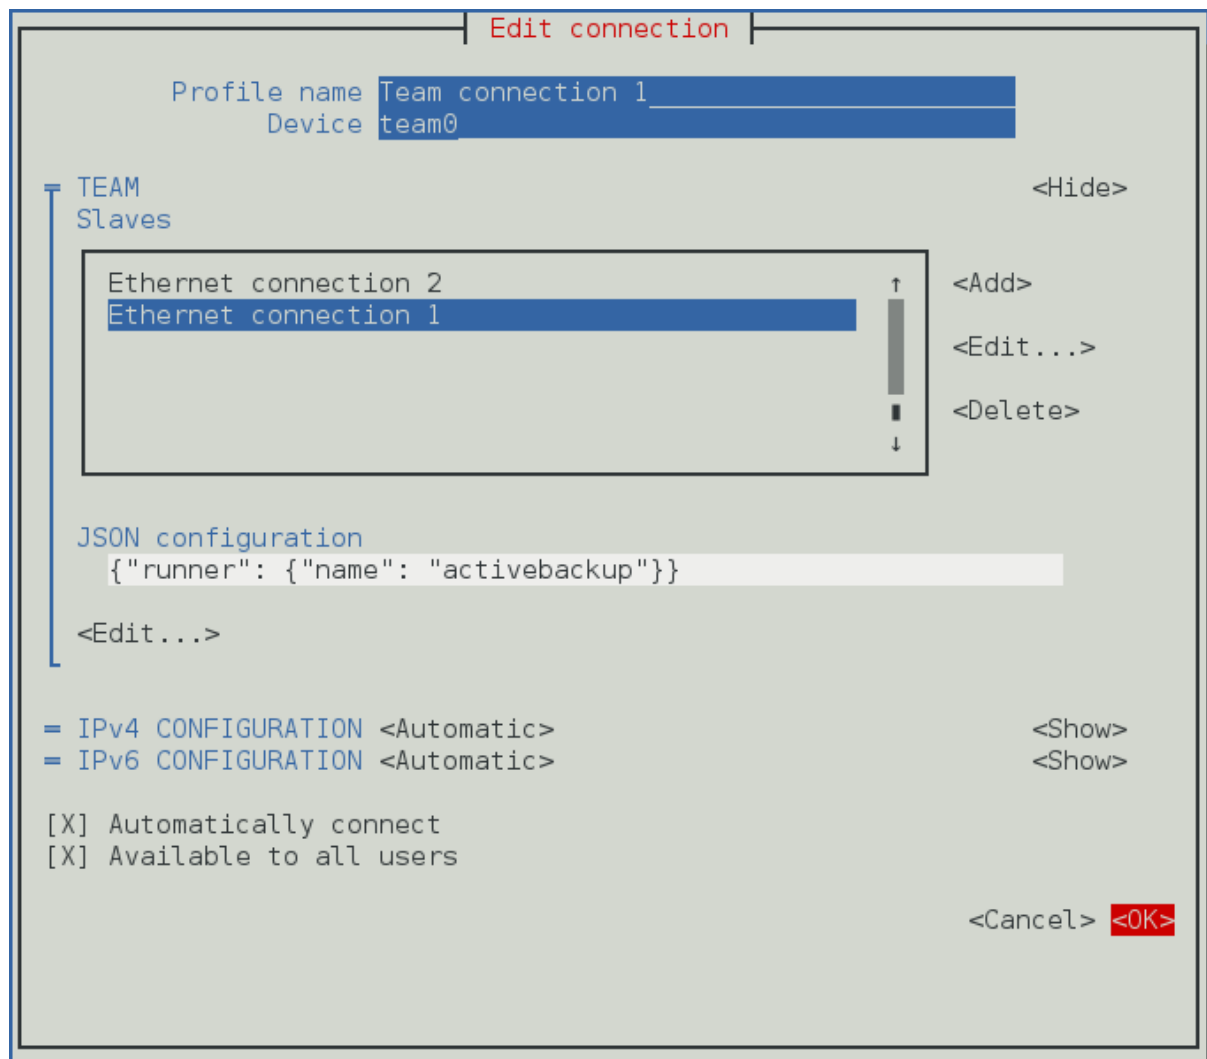 Edit connection
Profile name Team connection 1
Device team0
TEAM <Hide>
Slaves
Ethernet connection 2 <Add>
Ethernet connection 1
<Edit...>
<Delete>
JSON configuration
{"runner": {"name": "activebackup"}}
<Edit...>
IPv4 CONFIGURATION <Automatic> <Show>
IPv6 CONFIGURATION <Automatic> <Show>
[X] Automatically connect
[X] Available to all users
<Cancel> <OK>